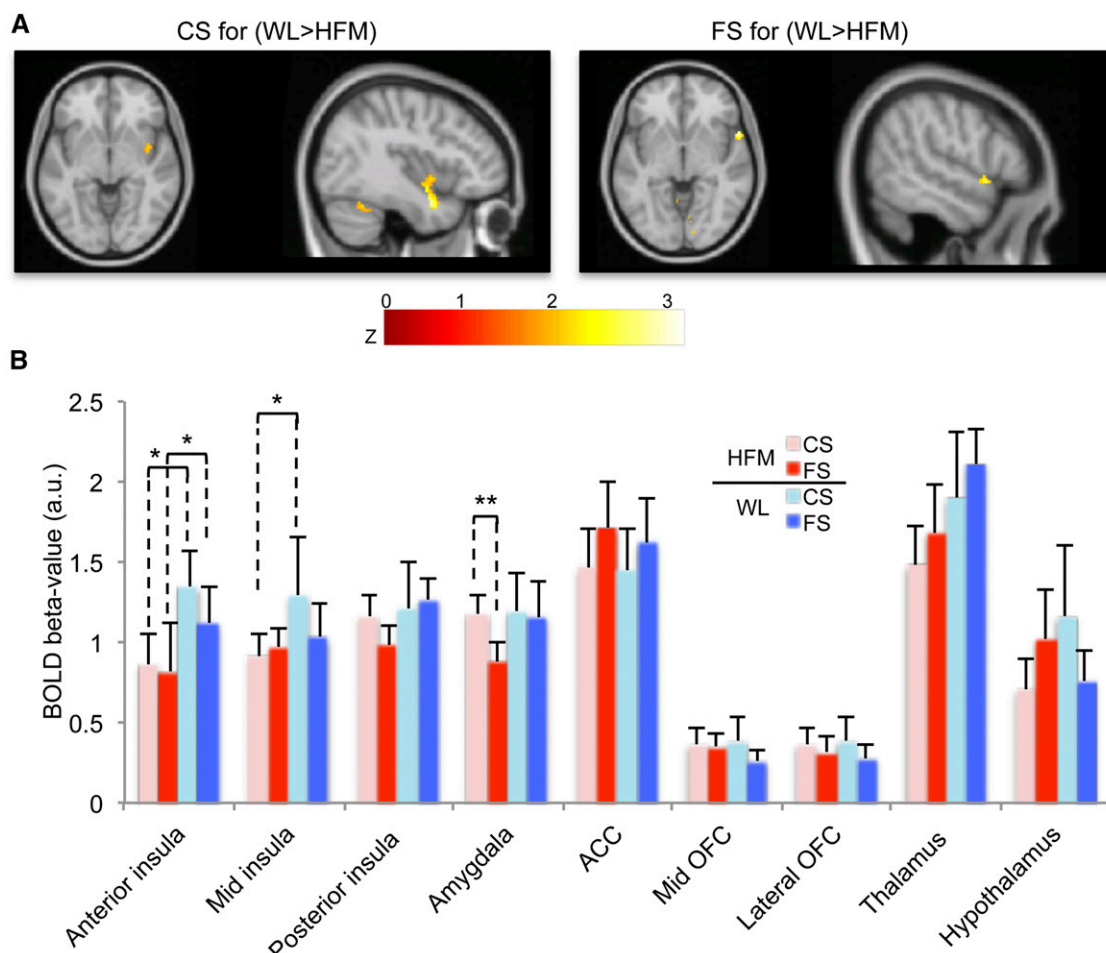 A
CS for (WL>HFM)
FS for (WL>HFM)
0 1 2 3
Z
B
BOLD beta-value (a.u.)
2.5
2
1.5
1
0.5
0
* * * **
HFM
CS
FS
WL
CS
FS
Anterior insula
Mid insula
Posterior insula
Amygdala
ACC
Mid OFC
Lateral OFC
Thalamus
Hypothalamus